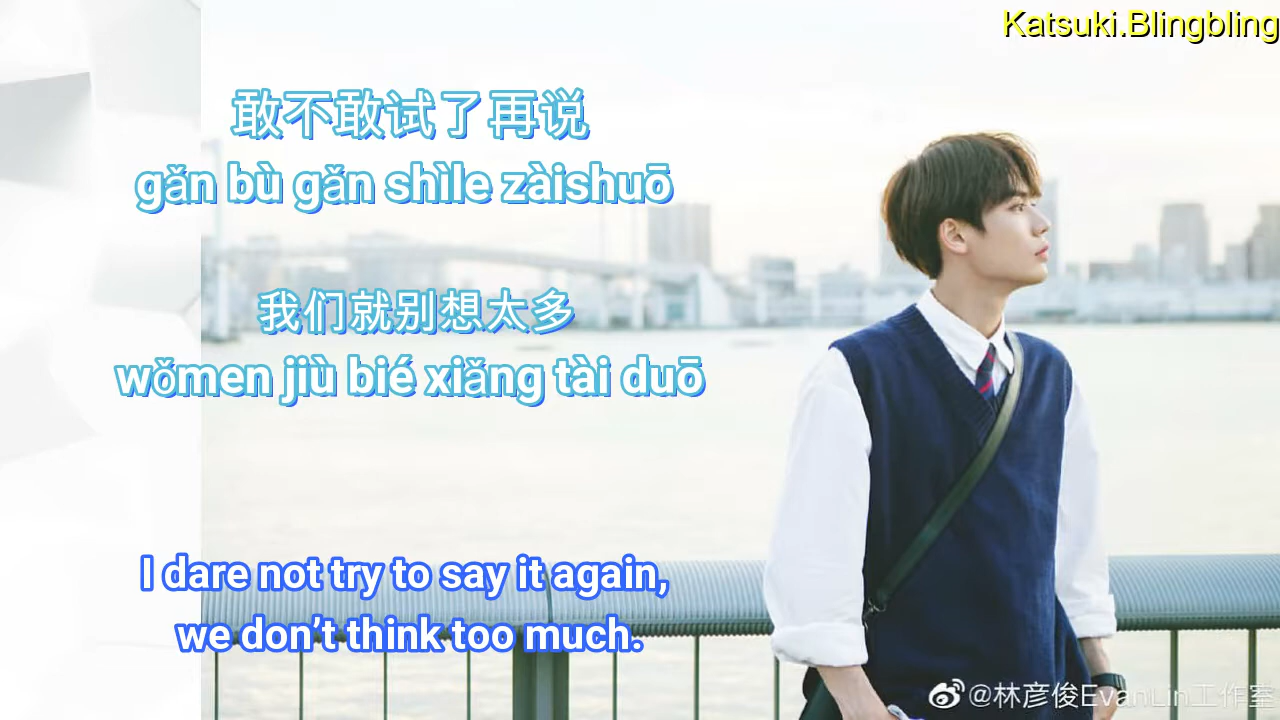 Katsuki.Blingbling
敢不敢试了再说
gǎn bù gǎn shìle zàishuō
我们就别想太多
wǒmen jiù bié xiǎng tài duō
I dare not try to say it again,
we don’t think too much.
@林彦俊EvanLin工作室